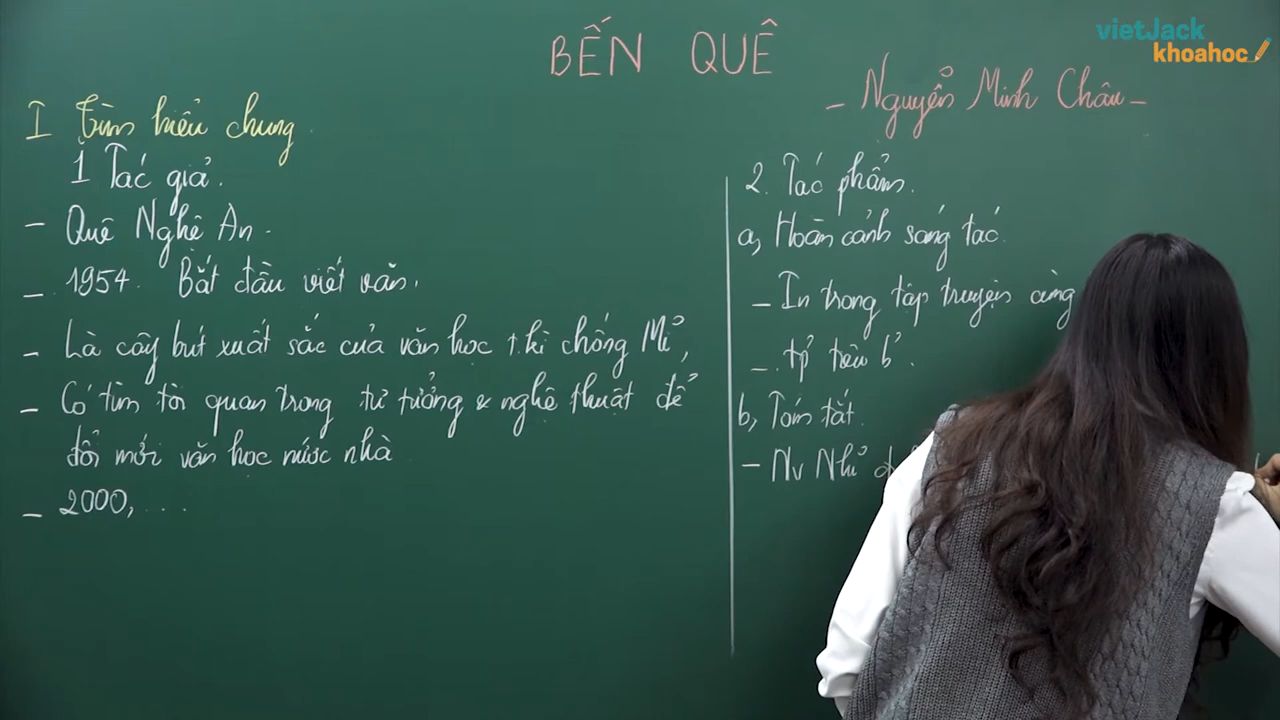 vietJack
khoahoc
BẾN QUÊ
- Nguyễn Minh Châu -
I Tìm hiểu chung
1 Tác giả.
- Quê Nghệ An.
- 1954. Bắt đầu viết văn.
- Là cây bút xuất sắc của văn học t.kì chống Mĩ,
- Có tìm tòi quan trọng tư tưởng & nghệ thuật để
đổi mới văn học nước nhà
- 2000, ...
2. Tác phẩm.
a, Hoàn cảnh sáng tác.
- In trong tập truyện cùng
- tp tiêu b.
b, Tóm tắt.
- Nv Nhĩ